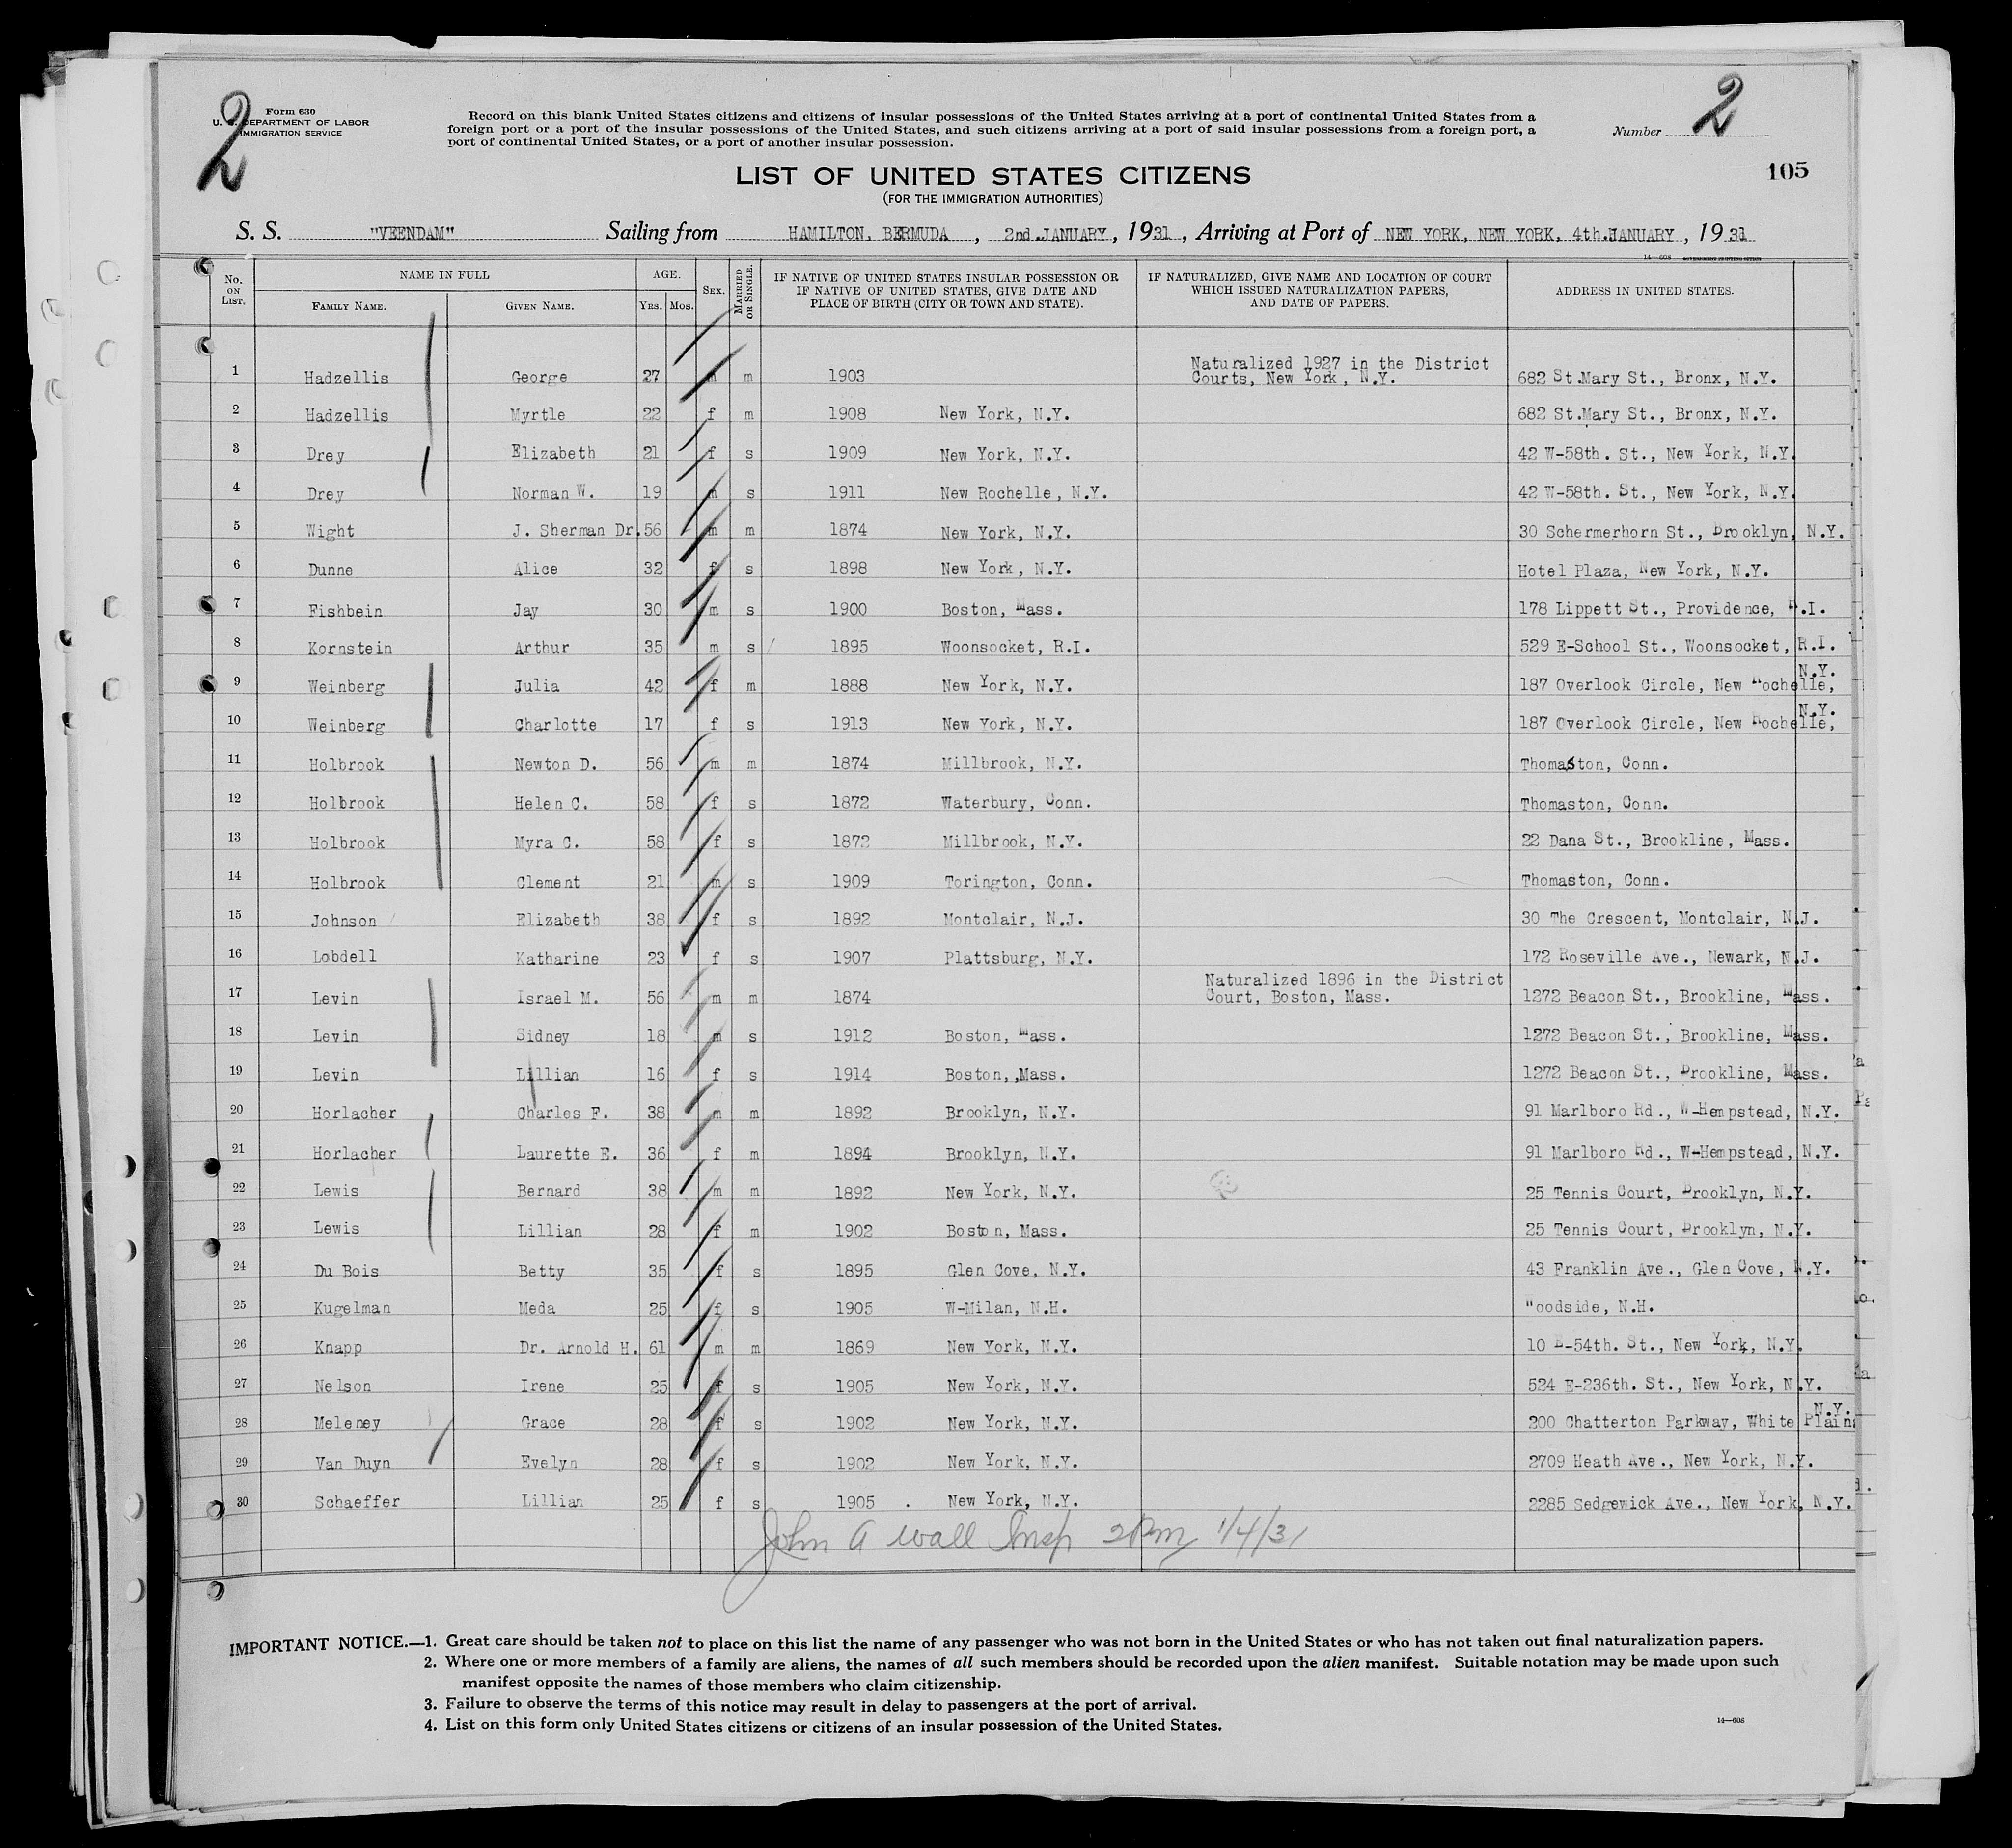 2
Form 630
U. S. DEPARTMENT OF LABOR
IMMIGRATION SERVICE
Record on this blank United States citizens and citizens of insular possessions of the United States arriving at a port of continental United States from a
foreign port or a port of the insular possessions of the United States, and such citizens arriving at a port of said insular possessions from a foreign port, a
port of continental United States, or a port of another insular possession.
Number 2
105
LIST OF UNITED STATES CITIZENS
(FOR THE IMMIGRATION AUTHORITIES)
S. S. "VEENDAM" Sailing from HAMILTON, BERMUDA, 2nd.JANUARY, 1931, Arriving at Port of NEW YORK, NEW YORK, 4th.JANUARY, 1931
14—608 GOVERNMENT PRINTING OFFICE
No. ON LIST. NAME IN FULL FAMILY NAME. GIVEN NAME. AGE. YRS. MOS. SEX. MARRIED OR SINGLE. IF NATIVE OF UNITED STATES INSULAR POSSESSION OR IF NATIVE OF UNITED STATES, GIVE DATE AND PLACE OF BIRTH (CITY OR TOWN AND STATE). IF NATURALIZED, GIVE NAME AND LOCATION OF COURT WHICH ISSUED NATURALIZATION PAPERS, AND DATE OF PAPERS. ADDRESS IN UNITED STATES.
1 Hadzellis George 27 m m 1903 Naturalized 1927 in the District Courts, New York, N.Y. 682 St.Mary St., Bronx, N.Y.
2 Hadzellis Myrtle 22 f m 1908 New York, N.Y. 682 St.Mary St., Bronx, N.Y.
3 Drey Elizabeth 21 f s 1909 New York, N.Y. 42 W-58th. St., New York, N.Y.
4 Drey Norman W. 19 m s 1911 New Rochelle, N.Y. 42 W-58th. St., New York, N.Y.
5 Wight J. Sherman Dr. 56 m m 1874 New York, N.Y. 30 Schermerhorn St., Brooklyn, N.Y.
6 Dunne Alice 32 f s 1898 New York, N.Y. Hotel Plaza, New York, N.Y.
7 Fishbein Jay 30 m s 1900 Boston, Mass. 178 Lippett St., Providence, R.I.
8 Kornstein Arthur 35 m s 1895 Woonsocket, R.I. 529 E-School St., Woonsocket, R.I.
9 Weinberg Julia 42 f m 1888 New York, N.Y. 187 Overlook Circle, New Rochelle, N.Y.
10 Weinberg Charlotte 17 f s 1913 New York, N.Y. 187 Overlook Circle, New Rochelle, N.Y.
11 Holbrook Newton D. 56 m m 1874 Millbrook, N.Y. Thomaston, Conn.
12 Holbrook Helen C. 58 f s 1872 Waterbury, Conn. Thomaston, Conn.
13 Holbrook Myra C. 58 f s 1872 Millbrook, N.Y. 22 Dana St., Brookline, Mass.
14 Holbrook Clement 21 m s 1909 Torington, Conn. Thomaston, Conn.
15 Johnson Elizabeth 38 f s 1892 Montclair, N.J. 30 The Crescent, Montclair, N.J.
16 Lobdell Katharine 23 f s 1907 Plattsburg, N.Y. 172 Roseville Ave., Newark, N.J.
17 Levin Israel M. 56 m m 1874 Naturalized 1896 in the District Court, Boston, Mass. 1272 Beacon St., Brookline, Mass.
18 Levin Sidney 18 m s 1912 Boston, Mass. 1272 Beacon St., Brookline, Mass.
19 Levin Lillian 16 f s 1914 Boston, Mass. 1272 Beacon St., Brookline, Mass.
20 Horlacher Charles F. 38 m m 1892 Brooklyn, N.Y. 91 Marlboro Rd., W-Hempstead, N.Y.
21 Horlacher Laurette E. 36 f m 1894 Brooklyn, N.Y. 91 Marlboro Rd., W-Hempstead, N.Y.
22 Lewis Bernard 38 m m 1892 New York, N.Y. 25 Tennis Court, Brooklyn, N.Y.
23 Lewis Lillian 28 f m 1902 Boston, Mass. 25 Tennis Court, Brooklyn, N.Y.
24 Du Bois Betty 35 f s 1895 Glen Cove, N.Y. 43 Franklin Ave., Glen Cove, N.Y.
25 Kugelman Meda 25 f s 1905 W-Milan, N.H. Woodside, N.H.
26 Knapp Dr. Arnold H. 61 m m 1869 New York, N.Y. 10 E-54th. St., New York, N.Y.
27 Nelson Irene 25 f s 1905 New York, N.Y. 524 E-236th. St., New York, N.Y.
28 Meleney Grace 28 f s 1902 New York, N.Y. 200 Chatterton Parkway, White Plains N.Y.
29 Van Duyn Evelyn 28 f s 1902 New York, N.Y. 2709 Heath Ave., New York, N.Y.
30 Schaeffer Lillian 25 f s 1905 New York, N.Y. 2285 Sedgewick Ave., New York, N.Y.
John A Wall Insp 2Pm 1/4/31
IMPORTANT NOTICE.—1. Great care should be taken not to place on this list the name of any passenger who was not born in the United States or who has not taken out final naturalization papers.
2. Where one or more members of a family are aliens, the names of all such members should be recorded upon the alien manifest. Suitable notation may be made upon such
manifest opposite the names of those members who claim citizenship.
3. Failure to observe the terms of this notice may result in delay to passengers at the port of arrival.
4. List on this form only United States citizens or citizens of an insular possession of the United States.
14—608